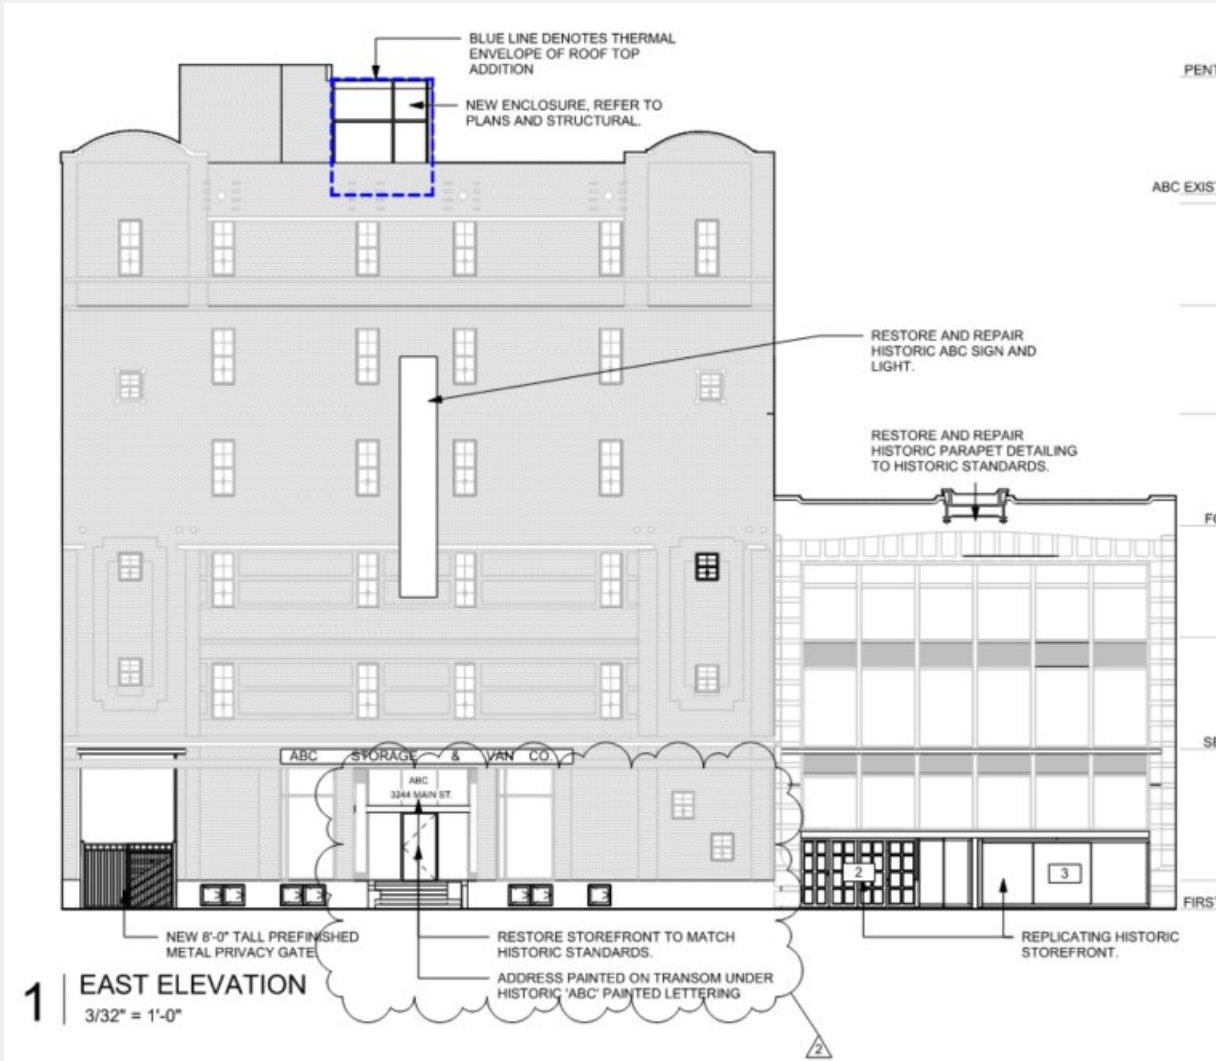 BLUE LINE DENOTES THERMAL
ENVELOPE OF ROOF TOP
ADDITION
PENT
NEW ENCLOSURE, REFER TO
PLANS AND STRUCTURAL.
ABC EXIST
RESTORE AND REPAIR
HISTORIC ABC SIGN AND
LIGHT.
RESTORE AND REPAIR
HISTORIC PARAPET DETAILING
TO HISTORIC STANDARDS.
FO
SE
ABC STORAGE & VAN CO.
ABC
3244 MAIN ST.
2
3
FIRST
NEW 8'-0" TALL PREFINISHED
METAL PRIVACY GATE
RESTORE STOREFRONT TO MATCH
HISTORIC STANDARDS.
REPLICATING HISTORIC
STOREFRONT.
ADDRESS PAINTED ON TRANSOM UNDER
HISTORIC 'ABC' PAINTED LETTERING
1
EAST ELEVATION
3/32" = 1'-0"
2